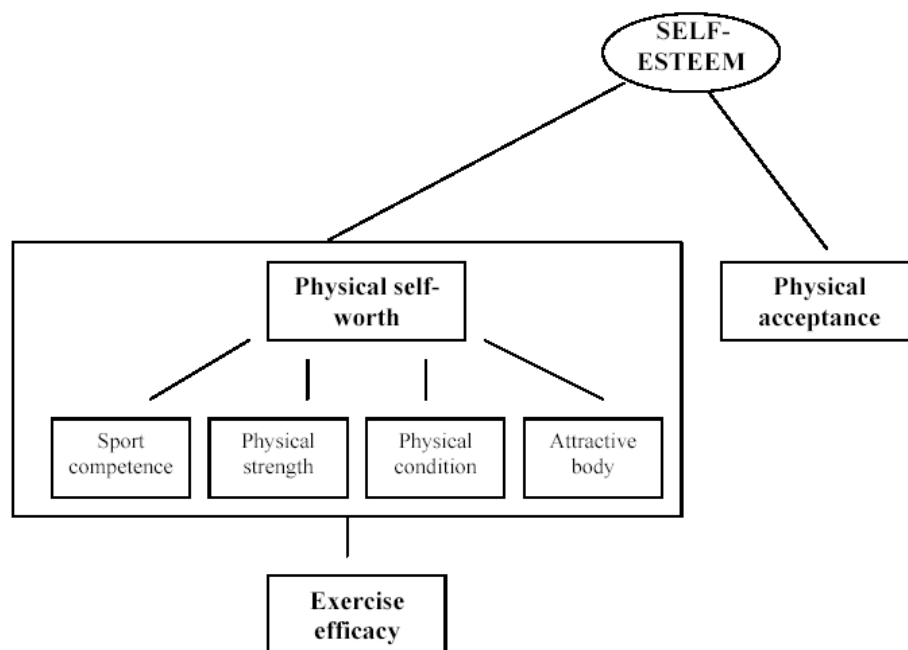 SELF-
ESTEEM
Physical self-
worth
Physical
acceptance
Sport
competence
Physical
strength
Physical
condition
Attractive
body
Exercise
efficacy